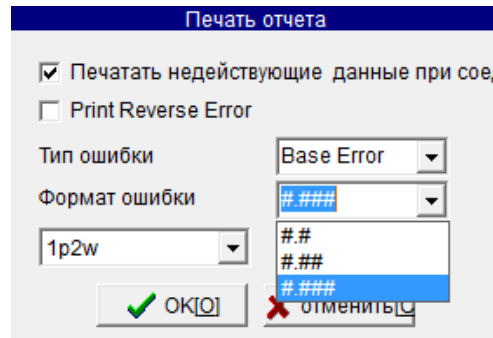 Печать отчета
Печатать недействующие данные при сое
Print Reverse Error
Тип ошибки Base Error
Формат ошибки #.###
#.#
1p2w
#.##
#.###
OK[O] отменить[C